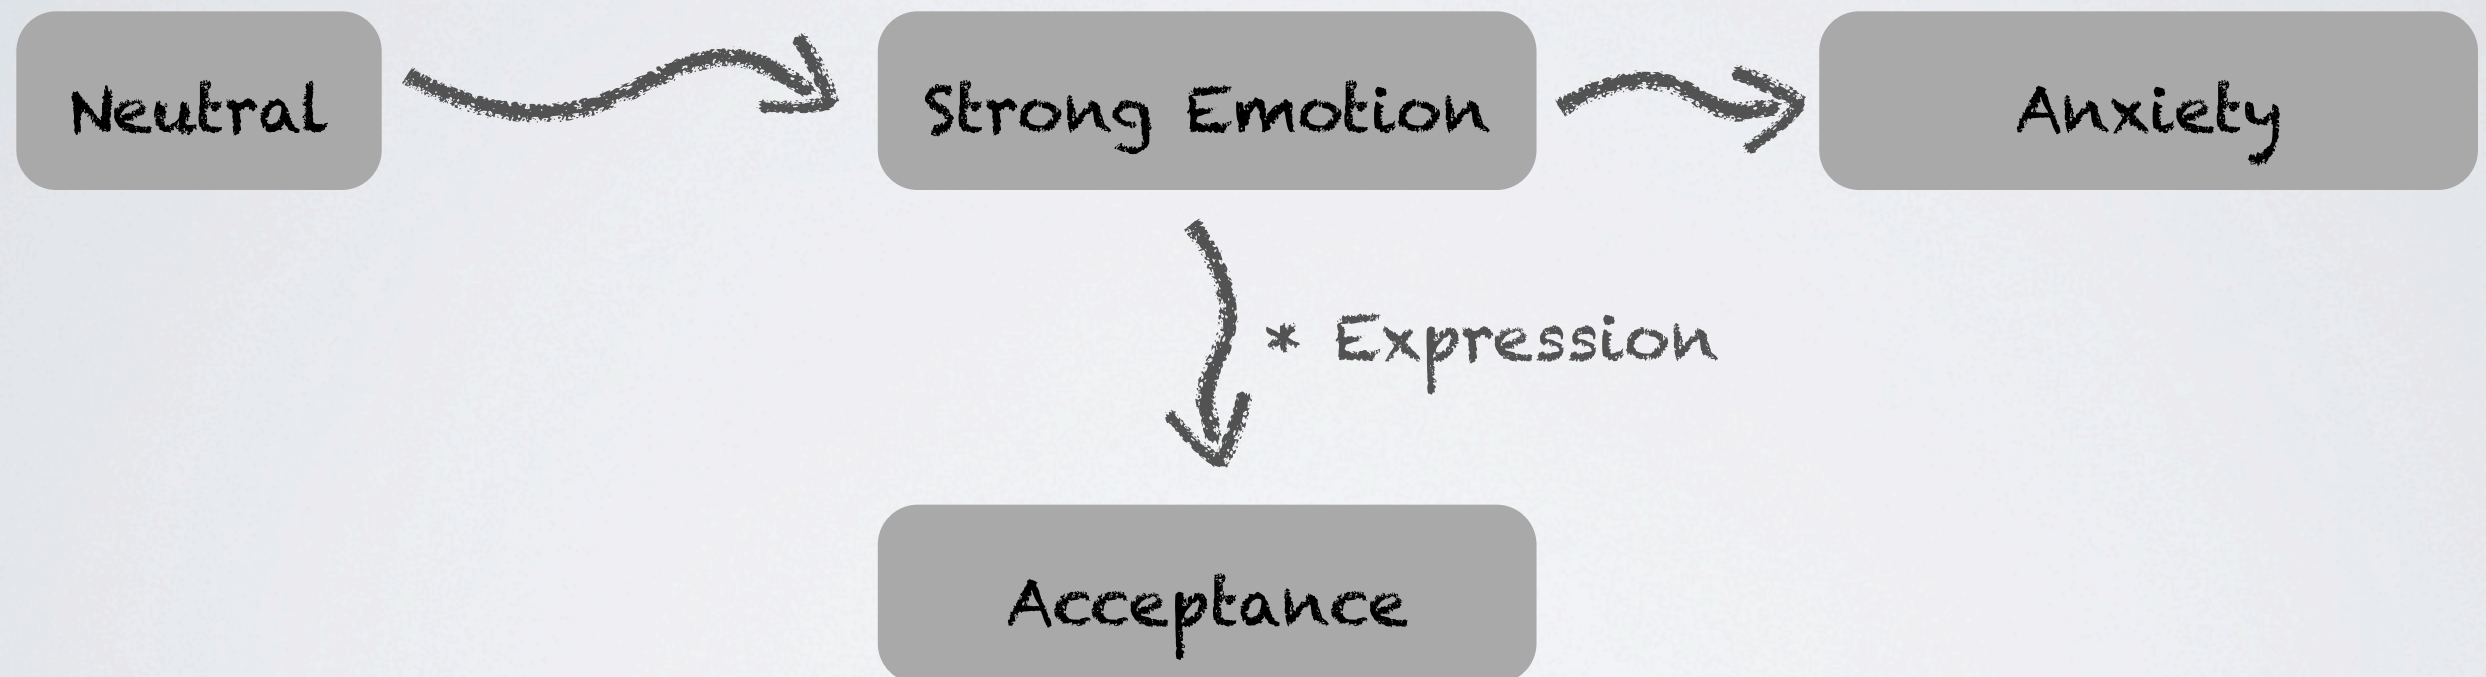 Neutral
Strong Emotion
Anxiety
* Expression
Acceptance